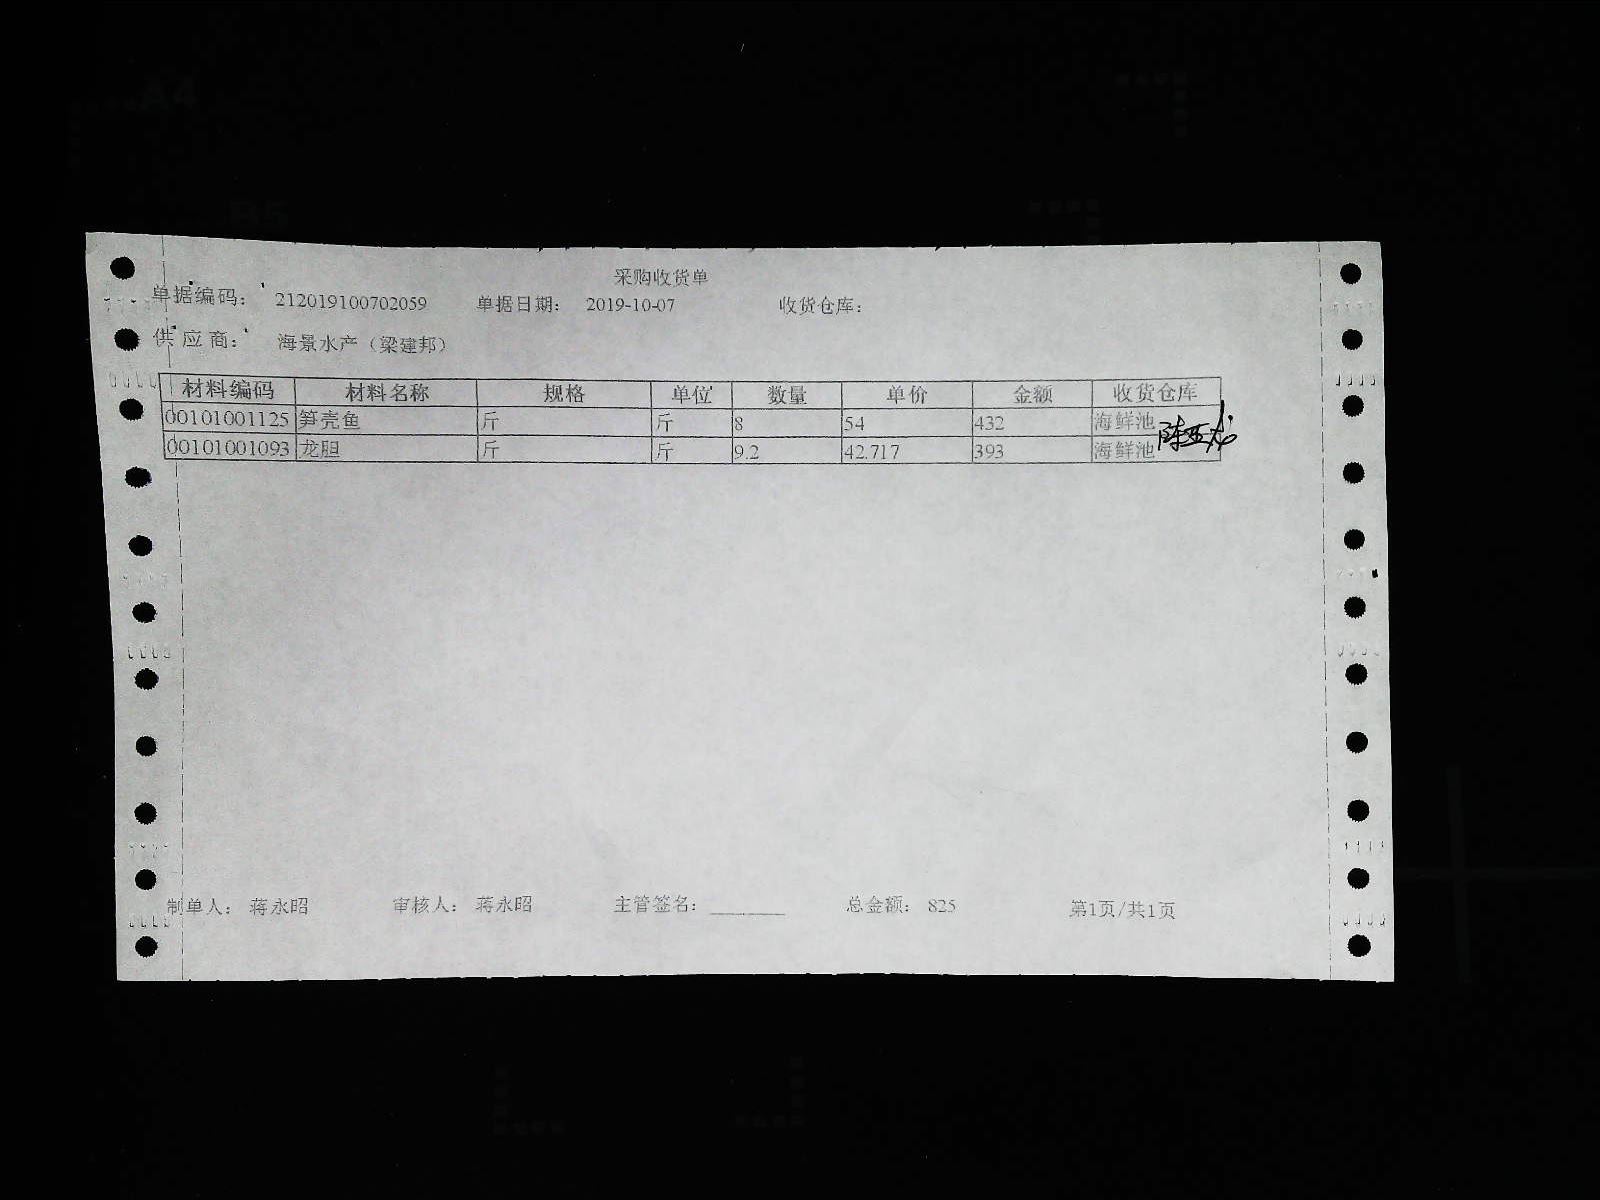 采购收货单
单据编码： 212019100702059 单据日期： 2019-10-07 收货仓库：
供应商： 海景水产（梁建邦）
材料编码 材料名称 规格 单位 数量 单价 金额 收货仓库
00101001125 笋壳鱼 斤 斤 8 54 432 海鲜池
00101001093 龙胆 斤 斤 9.2 42.717 393 海鲜池
制单人： 蒋永昭 审核人： 蒋永昭 主管签名：_______ 总金额： 825 第1页/共1页